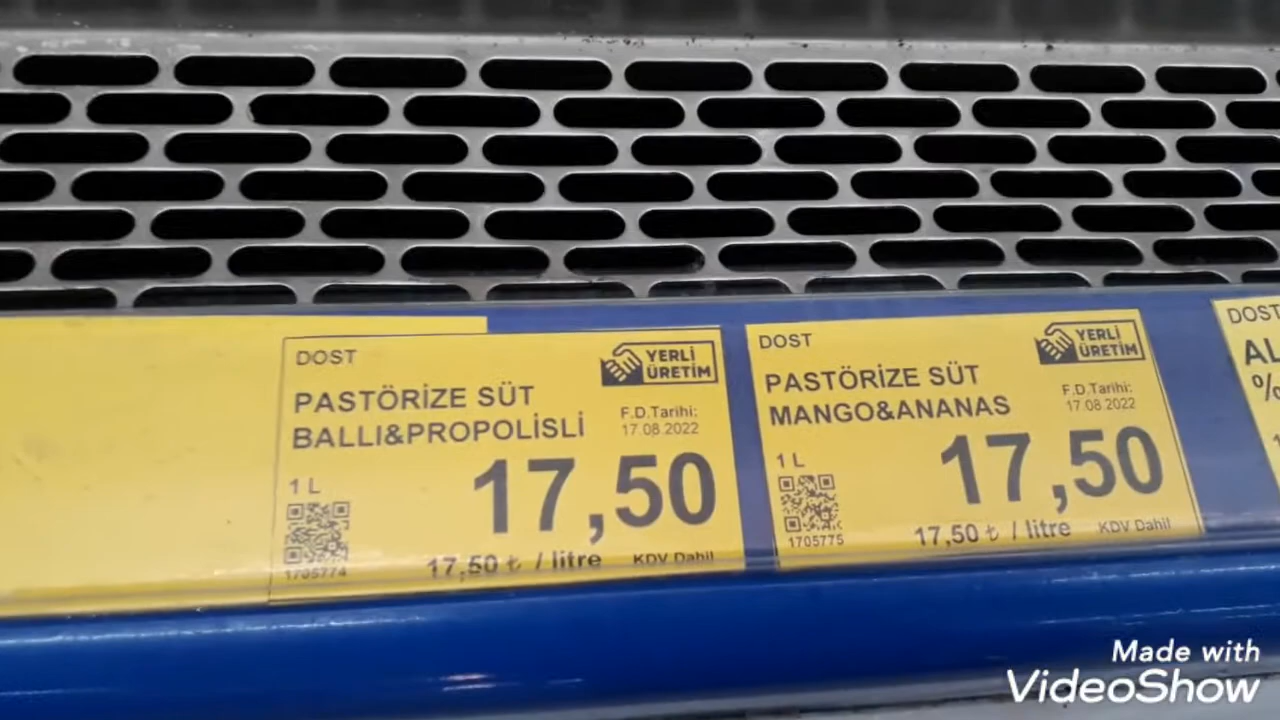 DOST
YERLİ
ÜRETİM
PASTÖRİZE SÜT
BALLI&PROPOLİSLİ
F.D.Tarihi:
17.08.2022
1 L
17,50
1705774
17,50 ₺ / litre
KDV Dahil
DOST
YERLİ
ÜRETİM
PASTÖRİZE SÜT
MANGO&ANANAS
F.D.Tarihi:
17.08.2022
1 L
17,50
1705775
17,50 ₺ / litre
KDV Dahil
DOST
%
Made with
VideoShow